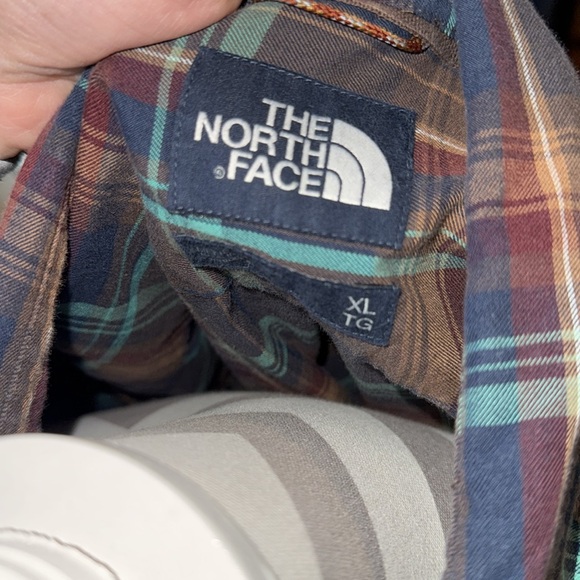 THE
NORTH
FACE
®
XL
TG